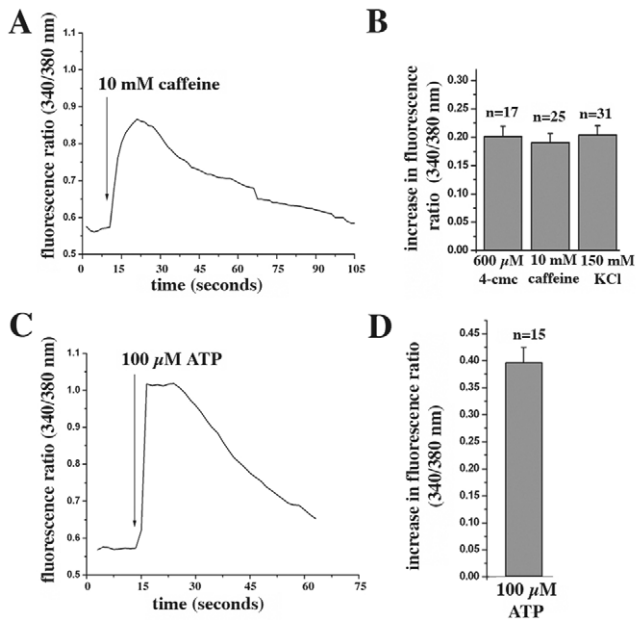 A
fluorescence ratio (340/380 nm)
1.1
1.0
0.9
0.8
0.7
0.6
0.5
10 mM caffeine
0 15 30 45 60 75 90 105
time (seconds)
B
increase in fluorescence
ratio (340/380 nm)
0.30
0.25
0.20
0.15
0.10
0.05
0.00
n=17 n=25 n=31
600 µM 10 mM 150 mM
4-cmc caffeine KCl
C
fluorescence ratio (340/380 nm)
1.1
1.0
0.9
0.8
0.7
0.6
0.5
100 µM ATP
0 15 30 45 60 75
time (seconds)
D
increase in fluorescence ratio
(340/380 nm)
0.45
0.40
0.35
0.30
0.25
0.20
0.15
0.10
0.05
0.00
n=15
100 µM
ATP